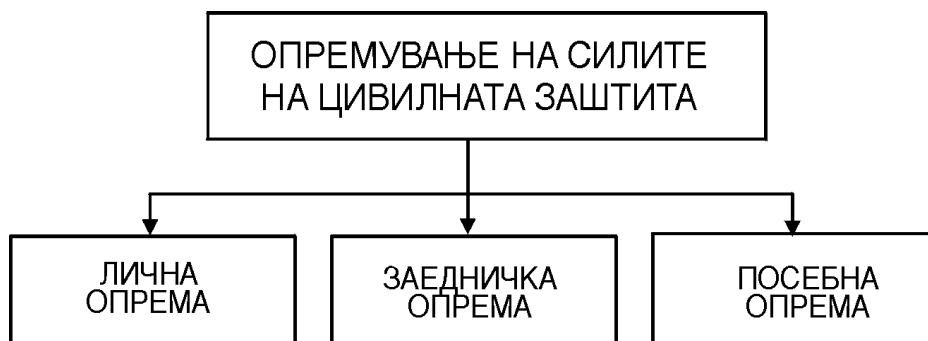 ОПРЕМУВАЊЕ НА СИЛИТЕ
НА ЦИВИЛНАТА ЗАШТИТА
ЛИЧНА
ОПРЕМА
ЗАЕДНИЧКА
ОПРЕМА
ПОСЕБНА
ОПРЕМА